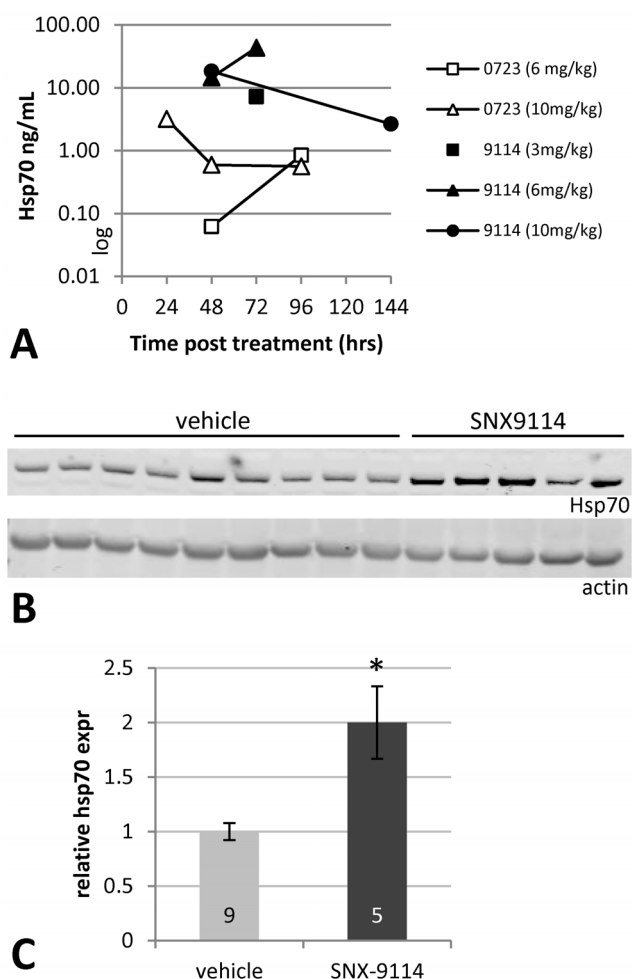 100.00
10.00
1.00
0.10
0.01
Hsp70 ng/mL
log
0 24 48 72 96 120 144
Time post treatment (hrs)
0723 (6 mg/kg)
0723 (10mg/kg)
9114 (3mg/kg)
9114 (6mg/kg)
9114 (10mg/kg)
A
vehicle SNX9114
Hsp70
actin
B
2.5
2
1.5
1
0.5
0
relative hsp70 expr
*
9 5
vehicle SNX-9114
C